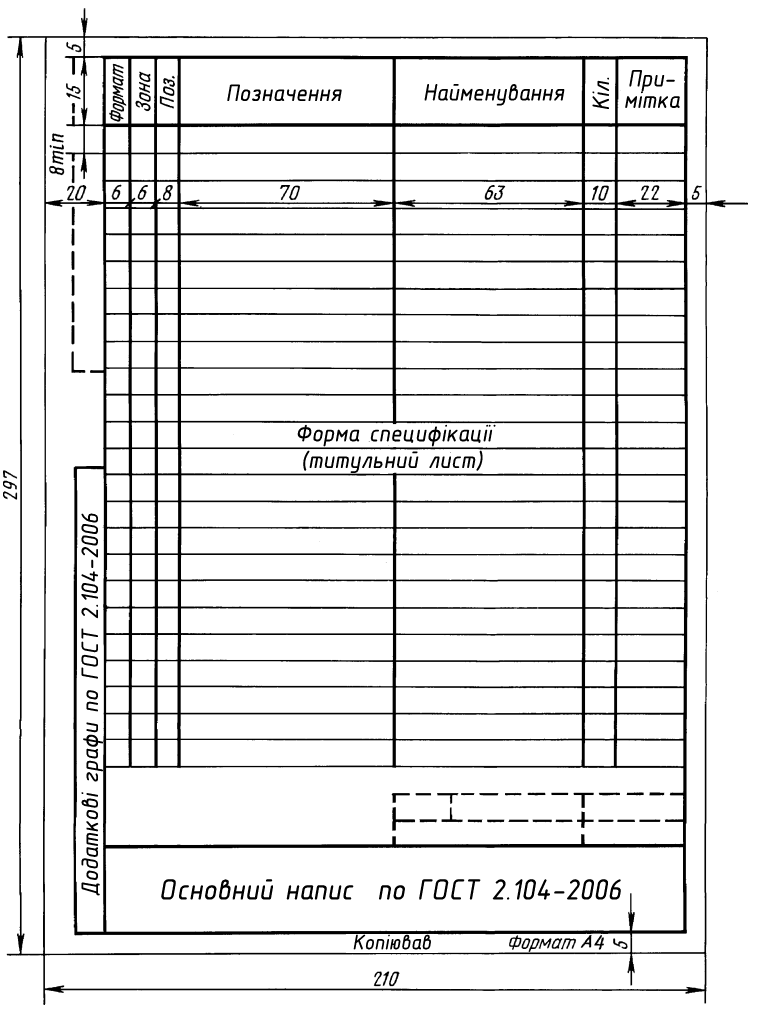 5
15
Формат
Зона
Поз.
Позначення
Найменування
Кіл.
При-
мітка
8min
20
6
6
8
70
63
10
22
5
297
Форма специфікації
(титульний лист)
Додаткові графи по ГОСТ 2.104-2006
Основний напис по ГОСТ 2.104-2006
Копіював
Формат А4
5
210